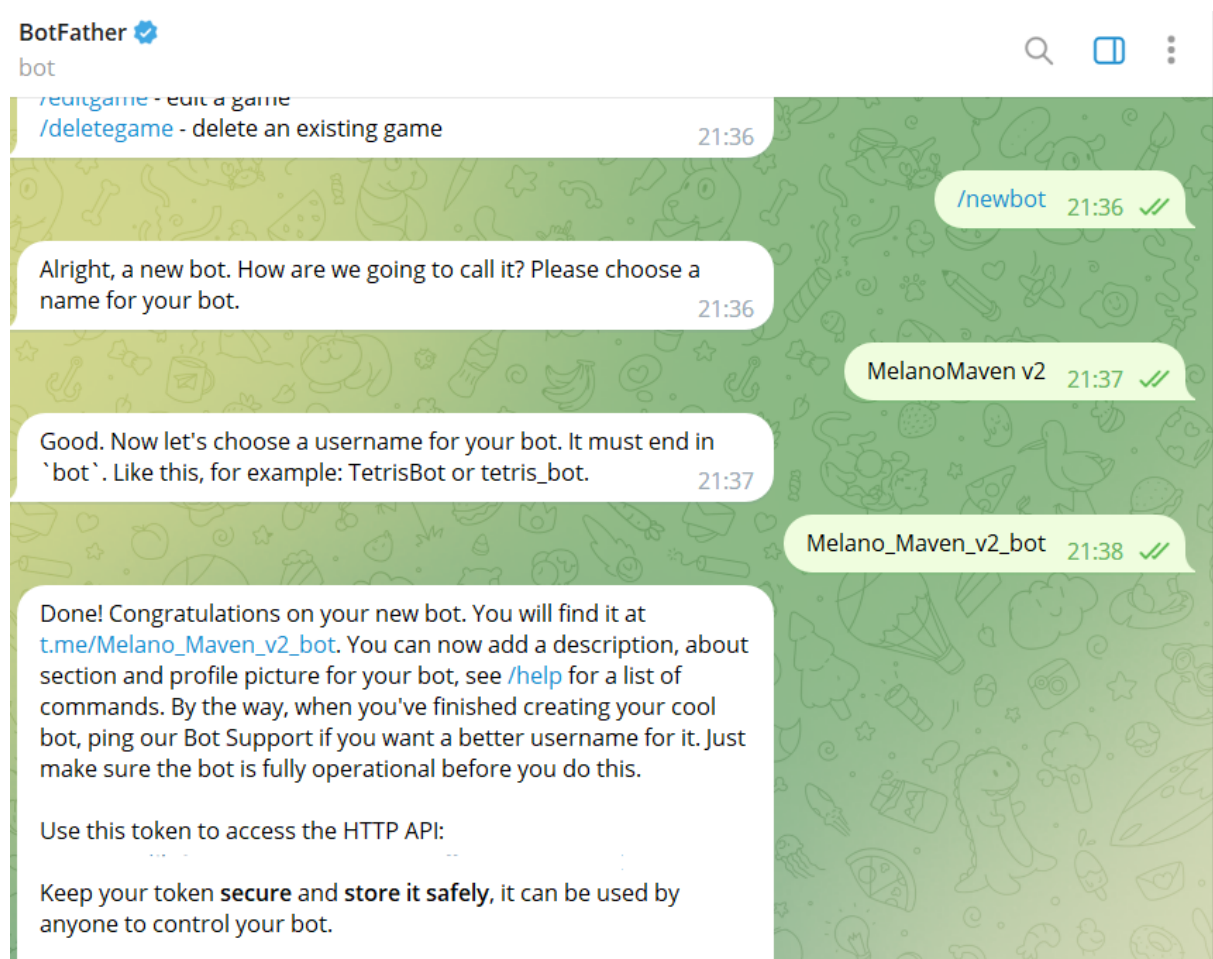 BotFather
bot
/editgame - edit a game
/deletegame - delete an existing game
21:36
/newbot 21:36
Alright, a new bot. How are we going to call it? Please choose a
name for your bot.
21:36
MelanoMaven v2 21:37
Good. Now let's choose a username for your bot. It must end in
`bot`. Like this, for example: TetrisBot or tetris_bot.
21:37
Melano_Maven_v2_bot 21:38
Done! Congratulations on your new bot. You will find it at
t.me/Melano_Maven_v2_bot. You can now add a description, about
section and profile picture for your bot, see /help for a list of
commands. By the way, when you've finished creating your cool
bot, ping our Bot Support if you want a better username for it. Just
make sure the bot is fully operational before you do this.
Use this token to access the HTTP API:
Keep your token secure and store it safely, it can be used by
anyone to control your bot.